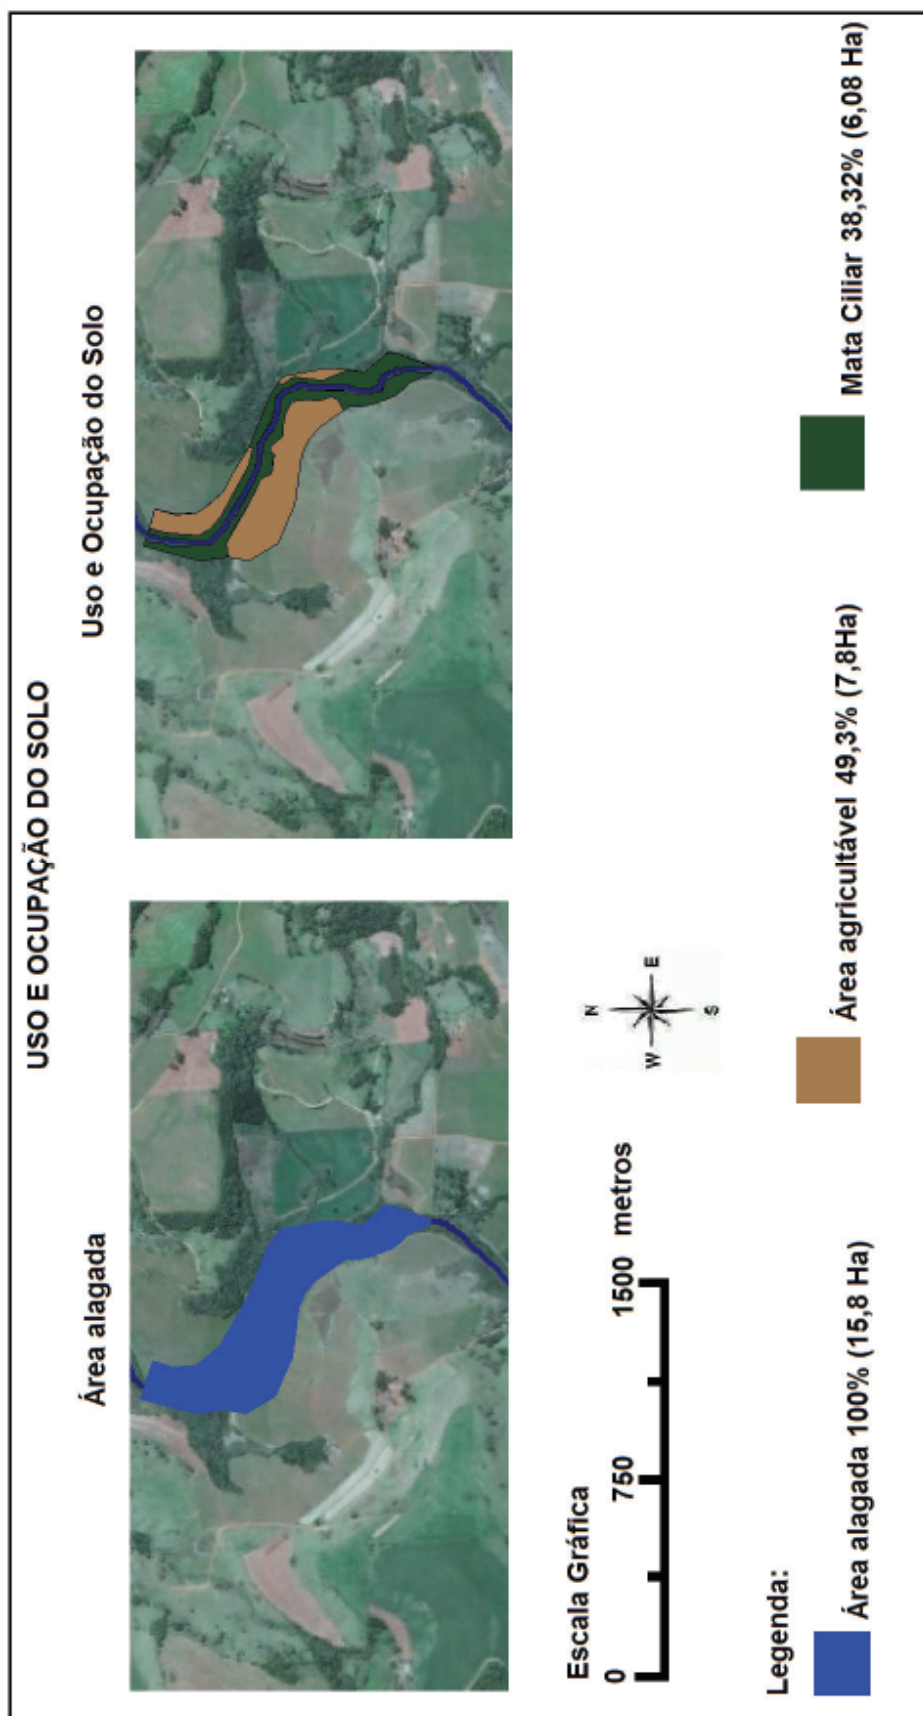 USO E OCUPAÇÃO DO SOLO
Área alagada
Uso e Ocupação do Solo
Escala Gráfica
0 750 1500 metros
N
W E
S
Legenda:
Área alagada 100% (15,8 Ha)
Área agricultável 49,3% (7,8Ha)
Mata Ciliar 38,32% (6,08 Ha)